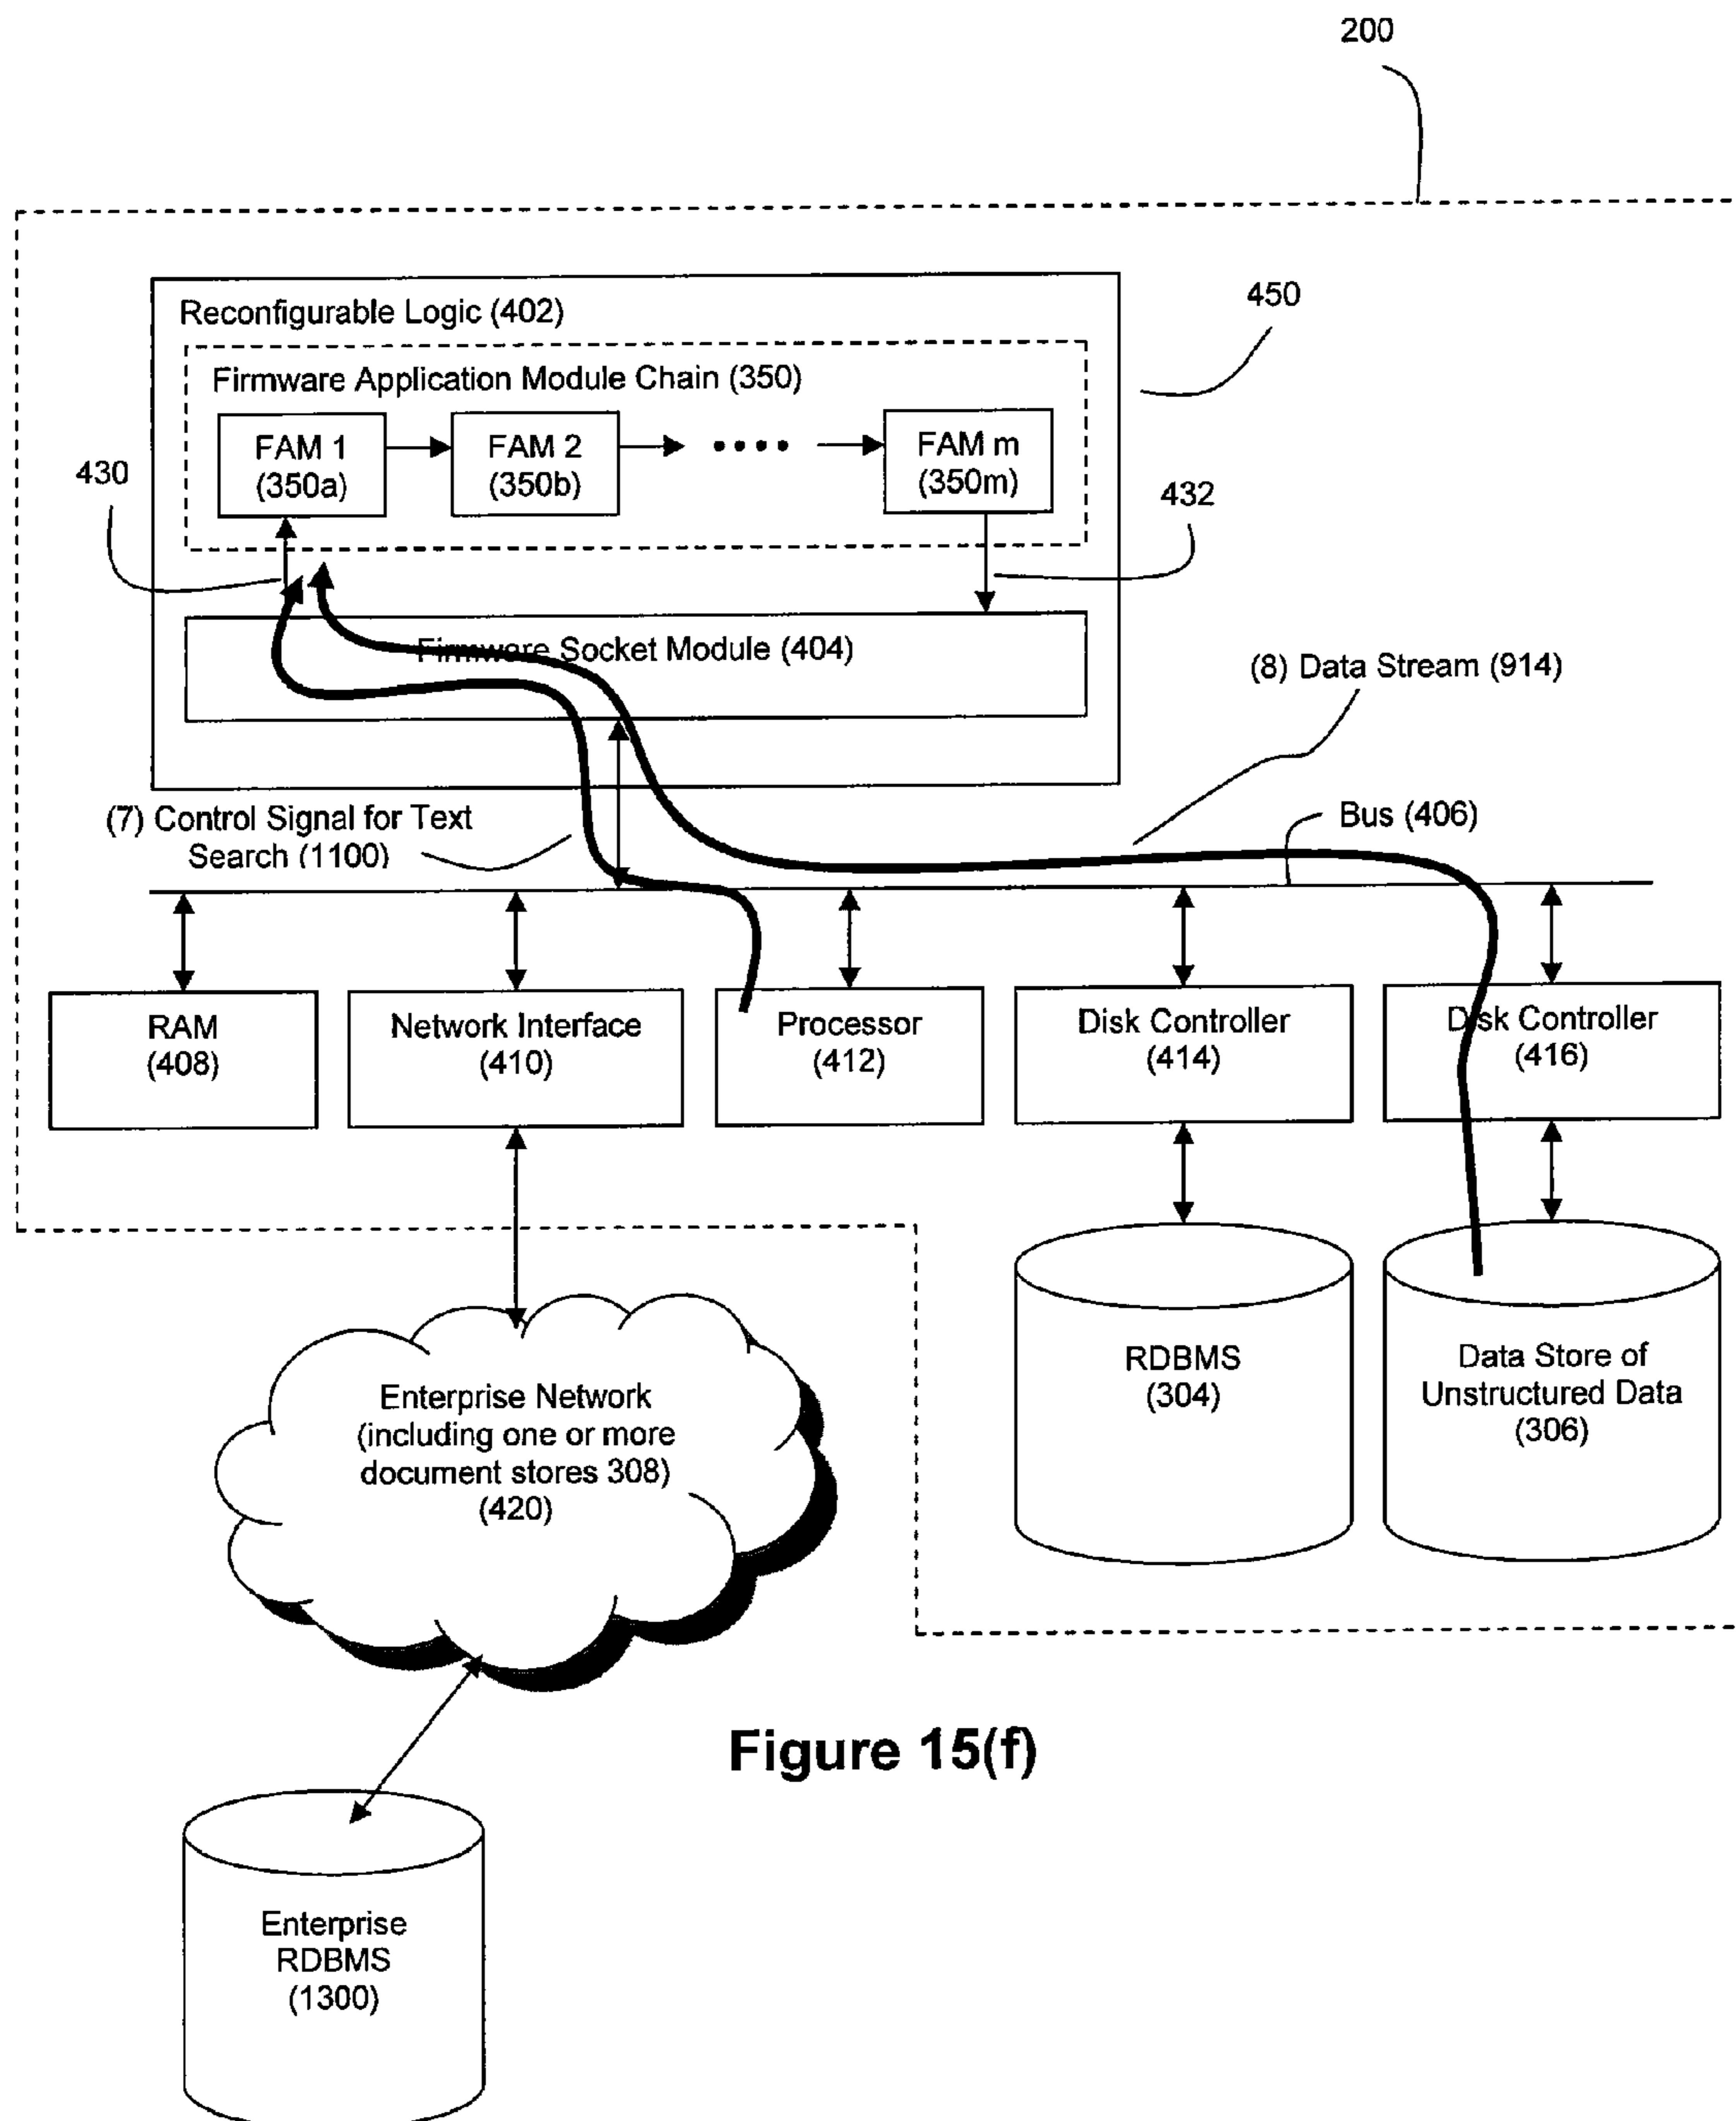 200
Reconfigurable Logic (402)
450
Firmware Application Module Chain (350)
FAM 1
(350a)
FAM 2
(350b)
FAM m
(350m)
430
432
Firmware Socket Module (404)
(8) Data Stream (914)
(7) Control Signal for Text
Search (1100)
Bus (406)
RAM
(408)
Network Interface
(410)
Processor
(412)
Disk Controller
(414)
Disk Controller
(416)
Enterprise Network
(including one or more
document stores 308)
(420)
RDBMS
(304)
Data Store of
Unstructured Data
(306)
Figure 15(f)
Enterprise
RDBMS
(1300)